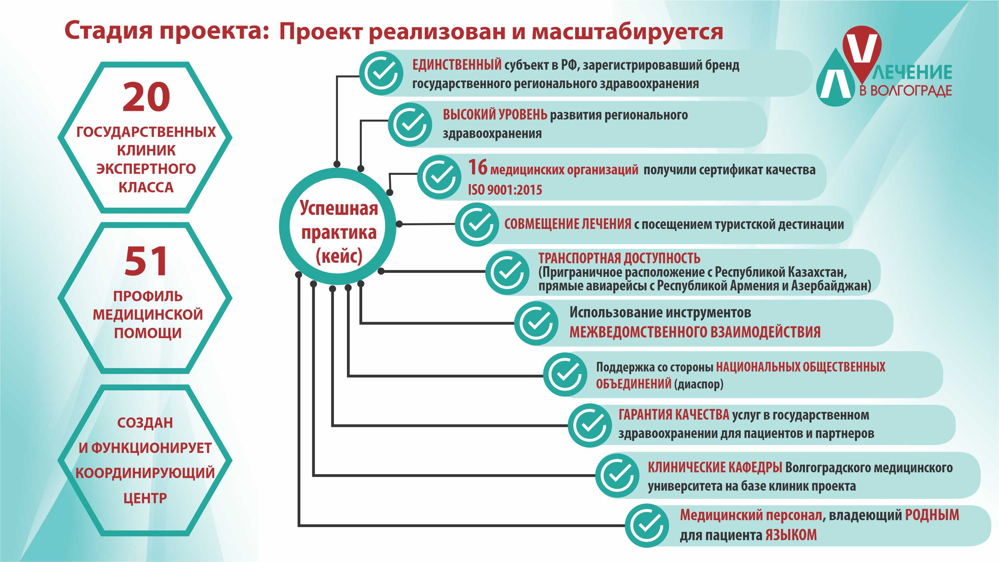 Стадия проекта: Проект реализован и масштабируется
20
ГОСУДАРСТВЕННЫХ
КЛИНИК
ЭКСПЕРТНОГО
КЛАССА
51
ПРОФИЛЬ
МЕДИЦИНСКОЙ
ПОМОЩИ
СОЗДАН
И ФУНКЦИОНИРУЕТ
КООРДИНИРУЮЩИЙ
ЦЕНТР
Успешная
практика
(кейс)
ЕДИНСТВЕННЫЙ субъект в РФ, зарегистрировавший бренд
государственного регионального здравоохранения
ВЫСОКИЙ УРОВЕНЬ развития регионального
здравоохранения
16 медицинских организаций получили сертификат качества
ISO 9001:2015
СОВМЕЩЕНИЕ ЛЕЧЕНИЯ с посещением туристской дестинации
ТРАНСПОРТНАЯ ДОСТУПНОСТЬ
(Приграничное расположение с Республикой Казахстан,
прямые авиарейсы с Республикой Армения и Азербайджан)
Использование инструментов
МЕЖВЕДОМСТВЕННОГО ВЗАИМОДЕЙСТВИЯ
Поддержка со стороны НАЦИОНАЛЬНЫХ ОБЩЕСТВЕННЫХ
ОБЪЕДИНЕНИЙ (диаспор)
ГАРАНТИЯ КАЧЕСТВА услуг в государственном
здравоохранении для пациентов и партнеров
КЛИНИЧЕСКИЕ КАФЕДРЫ Волгоградского медицинского
университета на базе клиник проекта
Медицинский персонал, владеющий РОДНЫМ
для пациента ЯЗЫКОМ
V
Λ
ЛЕЧЕНИЕ
В ВОЛГОГРАДЕ